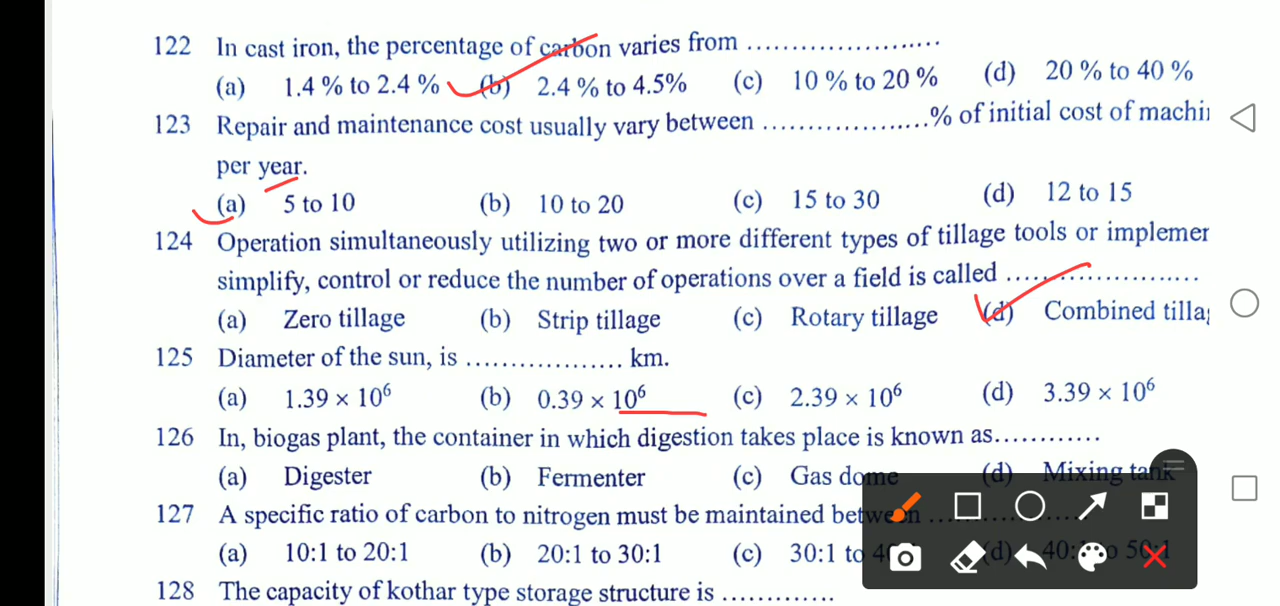 122 In cast iron, the percentage of carbon varies from .....................
(a) 1.4 % to 2.4 % (b) 2.4 % to 4.5% (c) 10 % to 20 % (d) 20 % to 40 %
123 Repair and maintenance cost usually vary between ..................% of initial cost of
per year.
(a) 5 to 10 (b) 10 to 20 (c) 15 to 30 (d) 12 to 15
124 Operation simultaneously utilizing two or more different types of tillage tools or
simplify, control or reduce the number of operations over a field is called .....................
(a) Zero tillage (b) Strip tillage (c) Rotary tillage (d) Combined
125 Diameter of the sun, is ................. km.
(a) 1.39 × 10⁶ (b) 0.39 × 10⁶ (c) 2.39 × 10⁶ (d) 3.39 × 10⁶
126 In, biogas plant, the container in which digestion takes place is known as............
(a) Digester (b) Fermenter (c) Gas dome (d) Mixing tank
127 A specific ratio of carbon to nitrogen must be maintained between ................
(a) 10:1 to 20:1 (b) 20:1 to 30:1 (c) 30:1 to (d)
128 The capacity of kothar type storage structure is .............